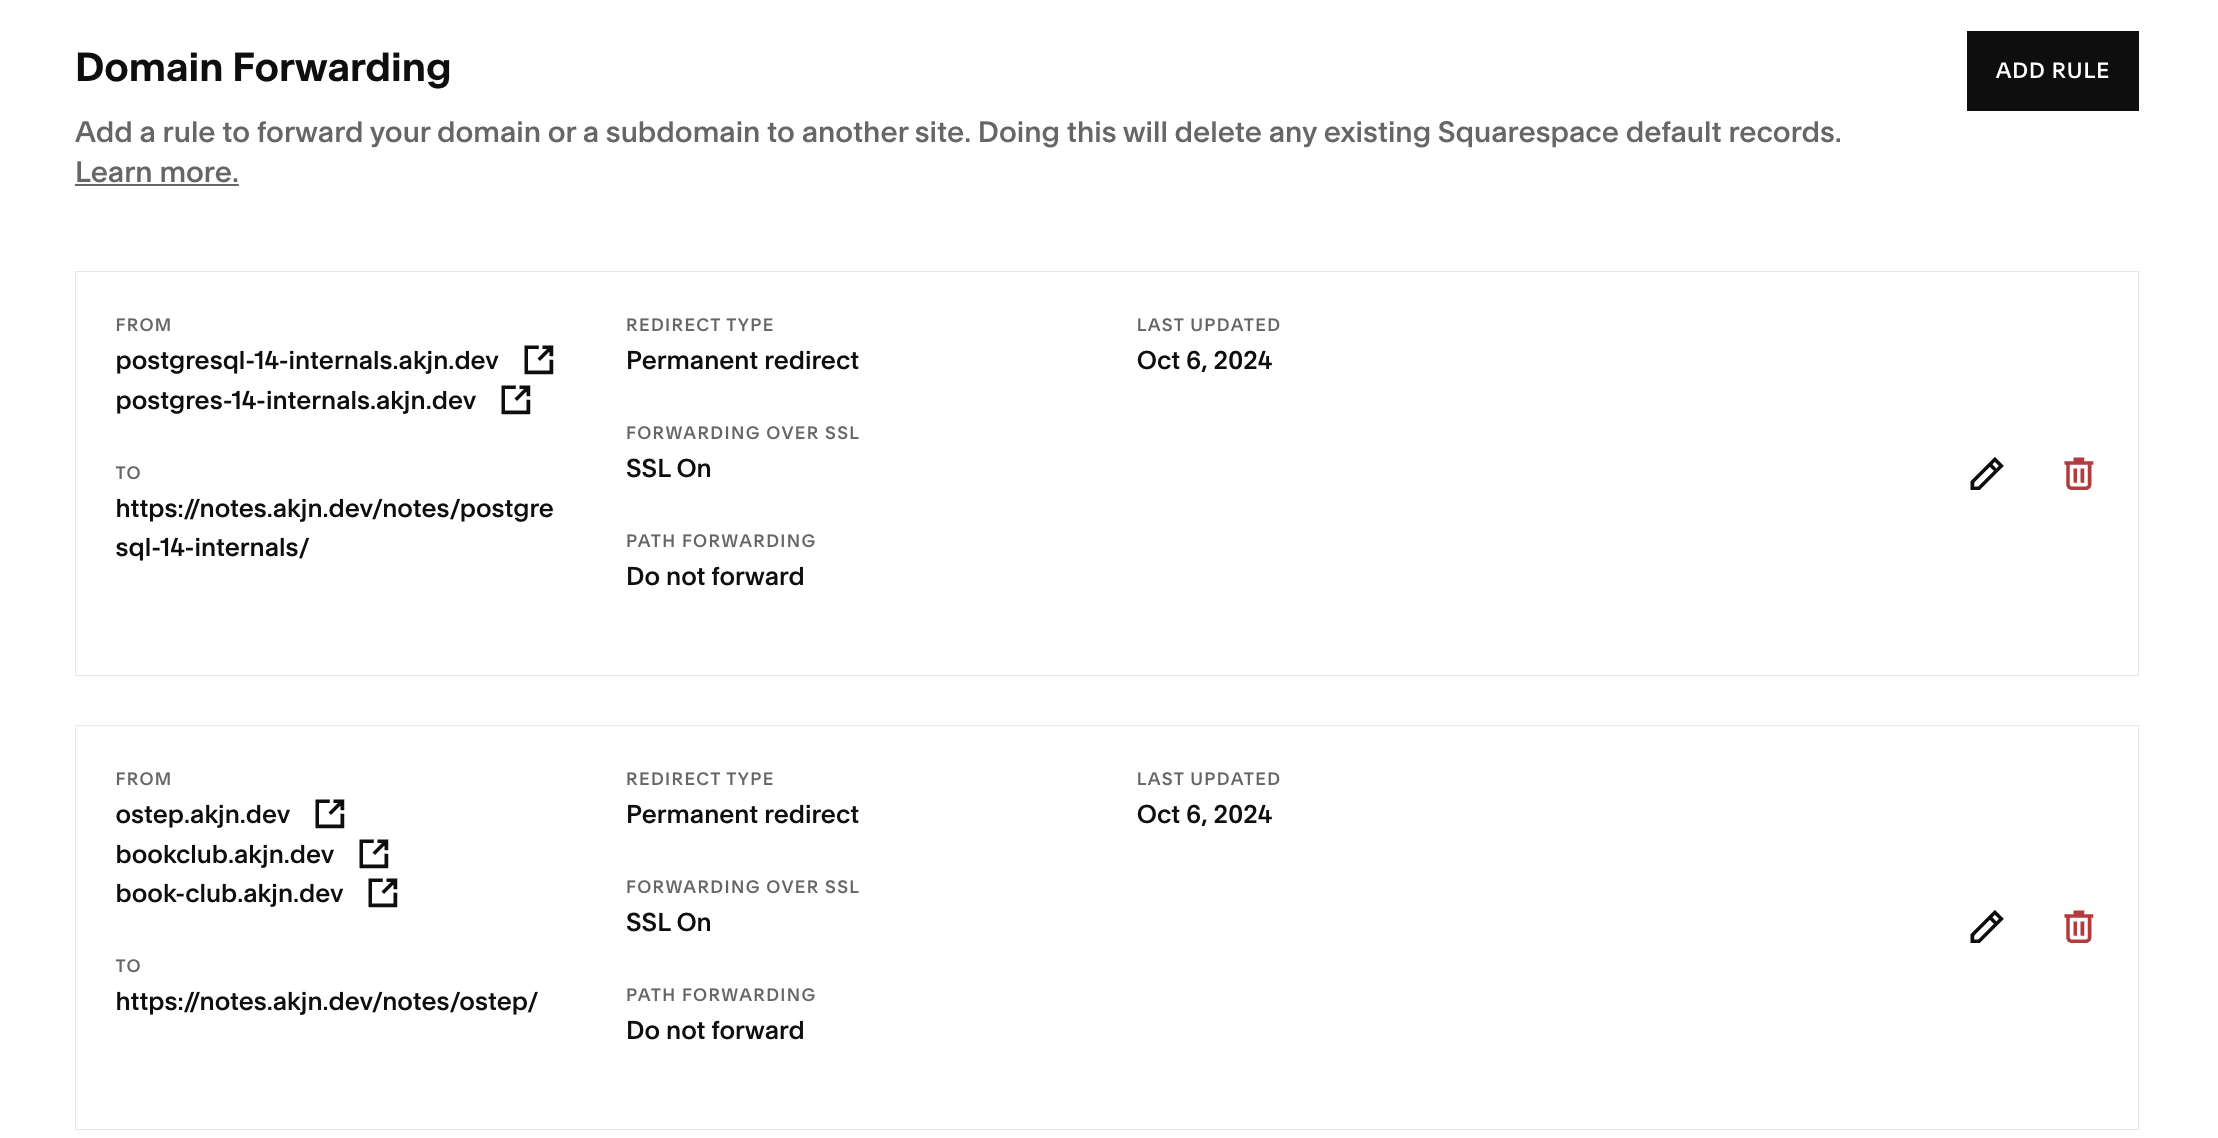 Domain Forwarding
ADD RULE
Add a rule to forward your domain or a subdomain to another site. Doing this will delete any existing Squarespace default records.
Learn more.
FROM
postgresql-14-internals.akjn.dev
postgres-14-internals.akjn.dev
TO
https://notes.akjn.dev/notes/postgre
sql-14-internals/
REDIRECT TYPE
Permanent redirect
FORWARDING OVER SSL
SSL On
PATH FORWARDING
Do not forward
LAST UPDATED
Oct 6, 2024
FROM
ostep.akjn.dev
bookclub.akjn.dev
book-club.akjn.dev
TO
https://notes.akjn.dev/notes/ostep/
REDIRECT TYPE
Permanent redirect
FORWARDING OVER SSL
SSL On
PATH FORWARDING
Do not forward
LAST UPDATED
Oct 6, 2024